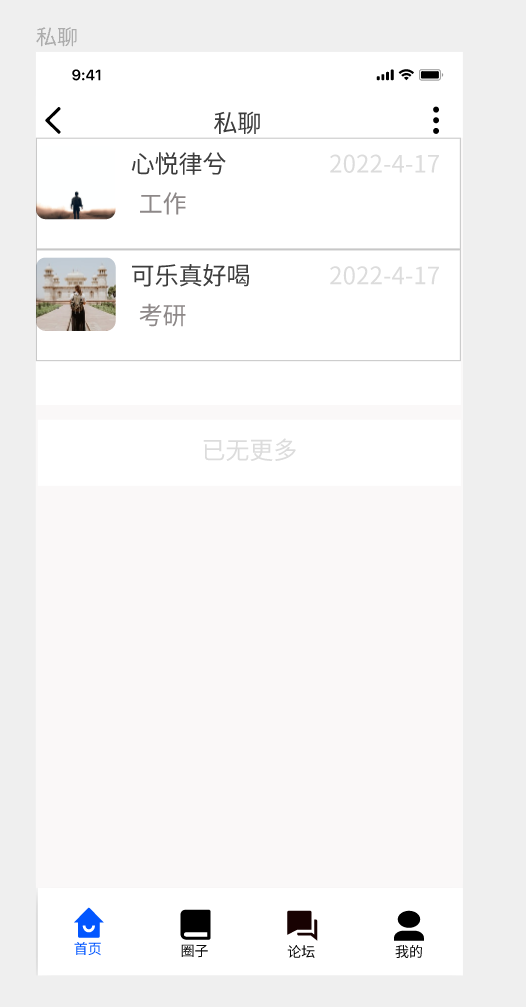 私聊
9:41
私聊
心悦律兮 2022-4-17
工作
可乐真好喝 2022-4-17
考研
已无更多
首页 圈子 论坛 我的